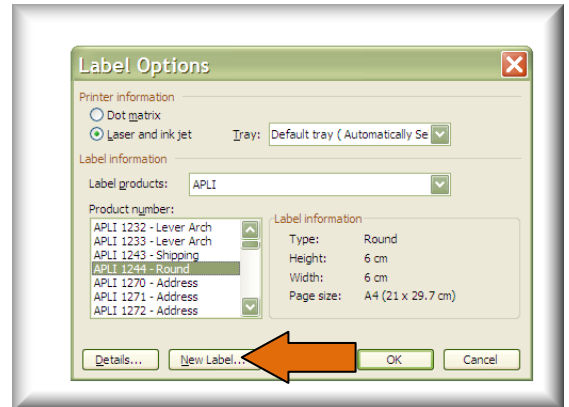 Label Options
Printer information
Dot matrix
Laser and ink jet Tray: Default tray ( Automatically Se
Label information
Label products: APLI
Product number:
APLI 1232 - Lever Arch
APLI 1233 - Lever Arch
APLI 1243 - Shipping
APLI 1244 - Round
APLI 1270 - Address
APLI 1271 - Address
APLI 1272 - Address
Label information
Type: Round
Height: 6 cm
Width: 6 cm
Page size: A4 (21 x 29.7 cm)
Details... New Label... OK Cancel